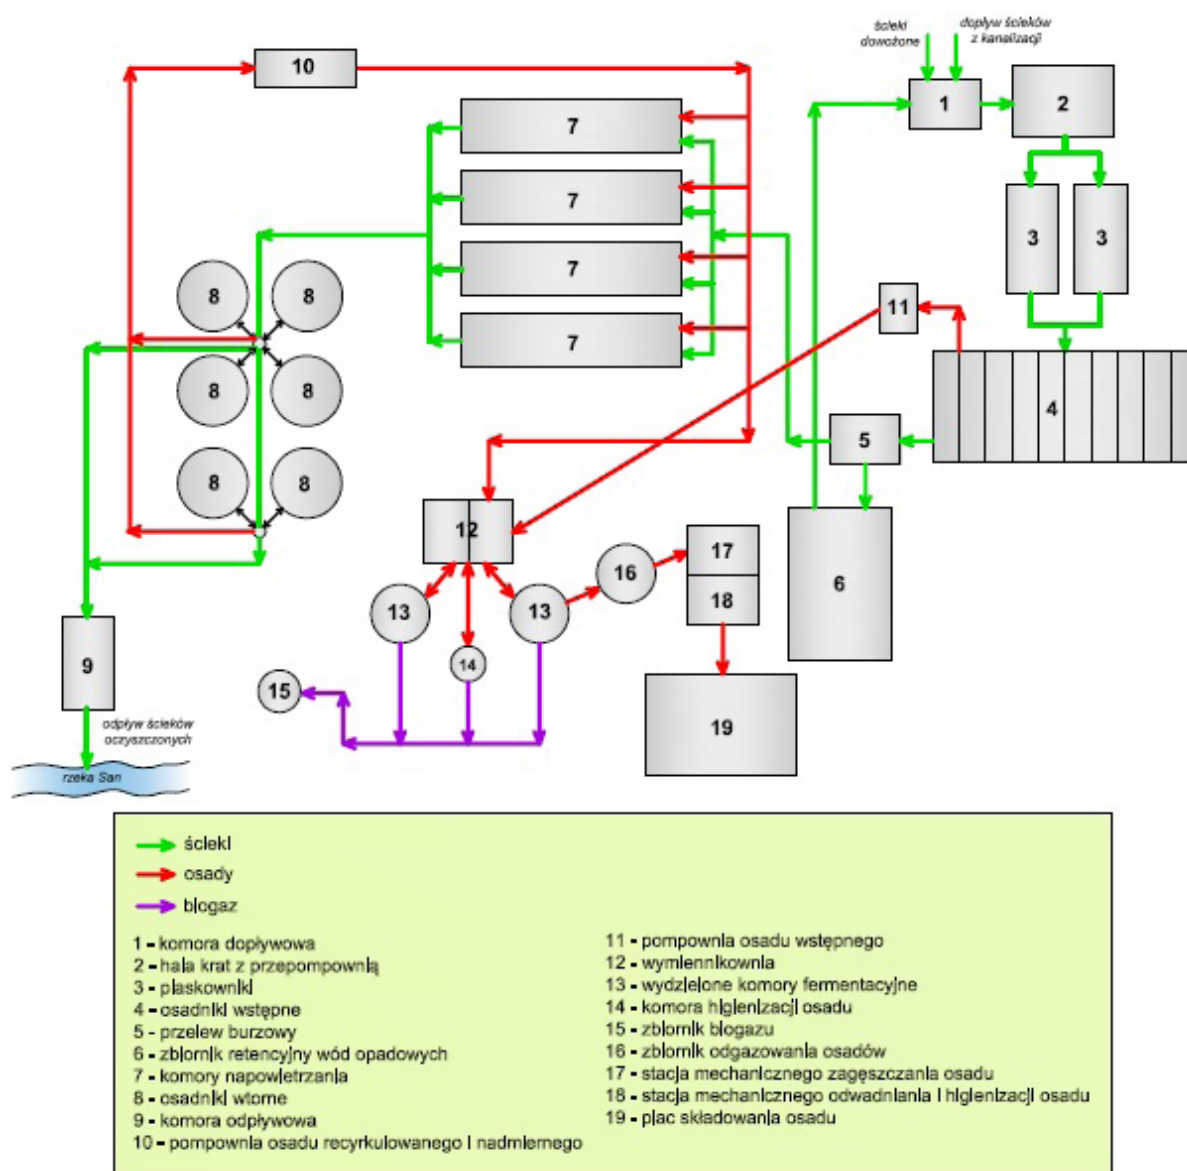 ścieki
dowożone
dopływ ścieków
z kanalizacji
10
1
2
7
7
7
7
3
3
8
8
8
8
8
8
11
4
5
12
6
17
18
16
13
13
14
15
9
19
odpływ ścieków
oczyszczonych
rzeka San
ścieki
osady
biogaz
1 - komora dopływowa
2 - hala krat z przepompownią
3 - piaskowniki
4 - osadniki wstępne
5 - przelew burzowy
6 - zbiornik retencyjny wód opadowych
7 - komory napowietrzania
8 - osadniki wtorne
9 - komora odpływowa
10 - pompownia osadu recyrkulowanego i nadmiernego
11 - pompownia osadu wstępnego
12 - wymiennikownia
13 - wydzielone komory fermentacyjne
14 - komora higienizacji osadu
15 - zbiornik biogazu
16 - zbiornik odgazowania osadów
17 - stacja mechanicznego zagęszczania osadu
18 - stacja mechanicznego odwadniania i higienizacji osadu
19 - plac składowania osadu